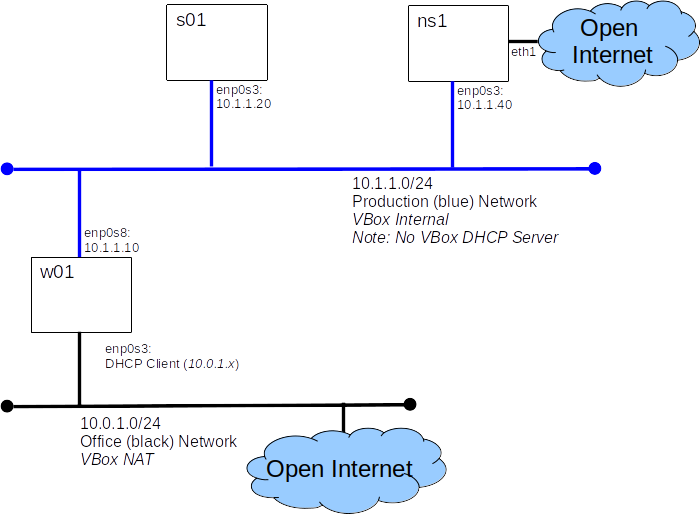 s01
ns1
Open
Internet
eth1
enp0s3:
10.1.1.20
enp0s3:
10.1.1.40
10.1.1.0/24
Production (blue) Network
VBox Internal
Note: No VBox DHCP Server
enp0s8:
10.1.1.10
w01
enp0s3:
DHCP Client (10.0.1.x)
10.0.1.0/24
Office (black) Network
VBox NAT
Open Internet